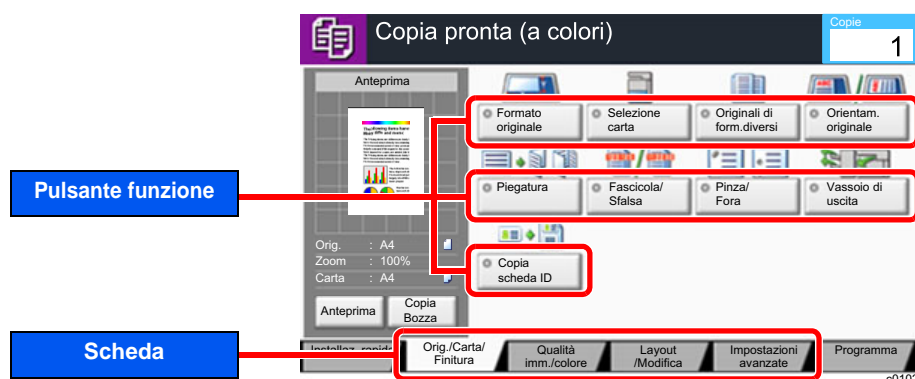 Copia pronta (a colori)
Copie
1
Anteprima
Formato
originale
Selezione
carta
Originali di
form.diversi
Orientam.
originale
Piegatura
Fascicola/
Sfalsa
Pinza/
Fora
Vassoio di
uscita
Pulsante funzione
Orig. : A4
Zoom : 100%
Carta : A4
Copia
scheda ID
Anteprima
Copia
Bozza
Scheda
Orig./Carta/
Finitura
Qualità
imm./colore
Layout
/Modifica
Impostazioni
avanzate
Programma